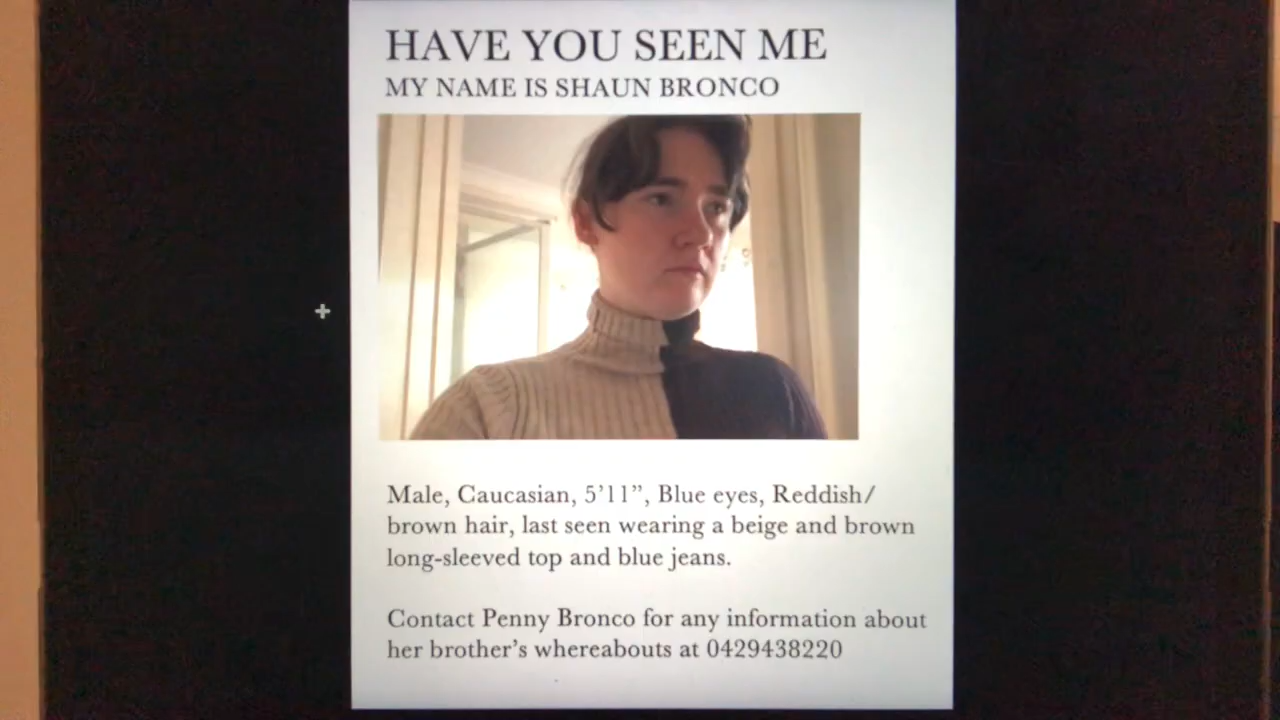 HAVE YOU SEEN ME
MY NAME IS SHAUN BRONCO
Male, Caucasian, 5’11”, Blue eyes, Reddish/
brown hair, last seen wearing a beige and brown
long-sleeved top and blue jeans.
Contact Penny Bronco for any information about
her brother’s whereabouts at 0429438220